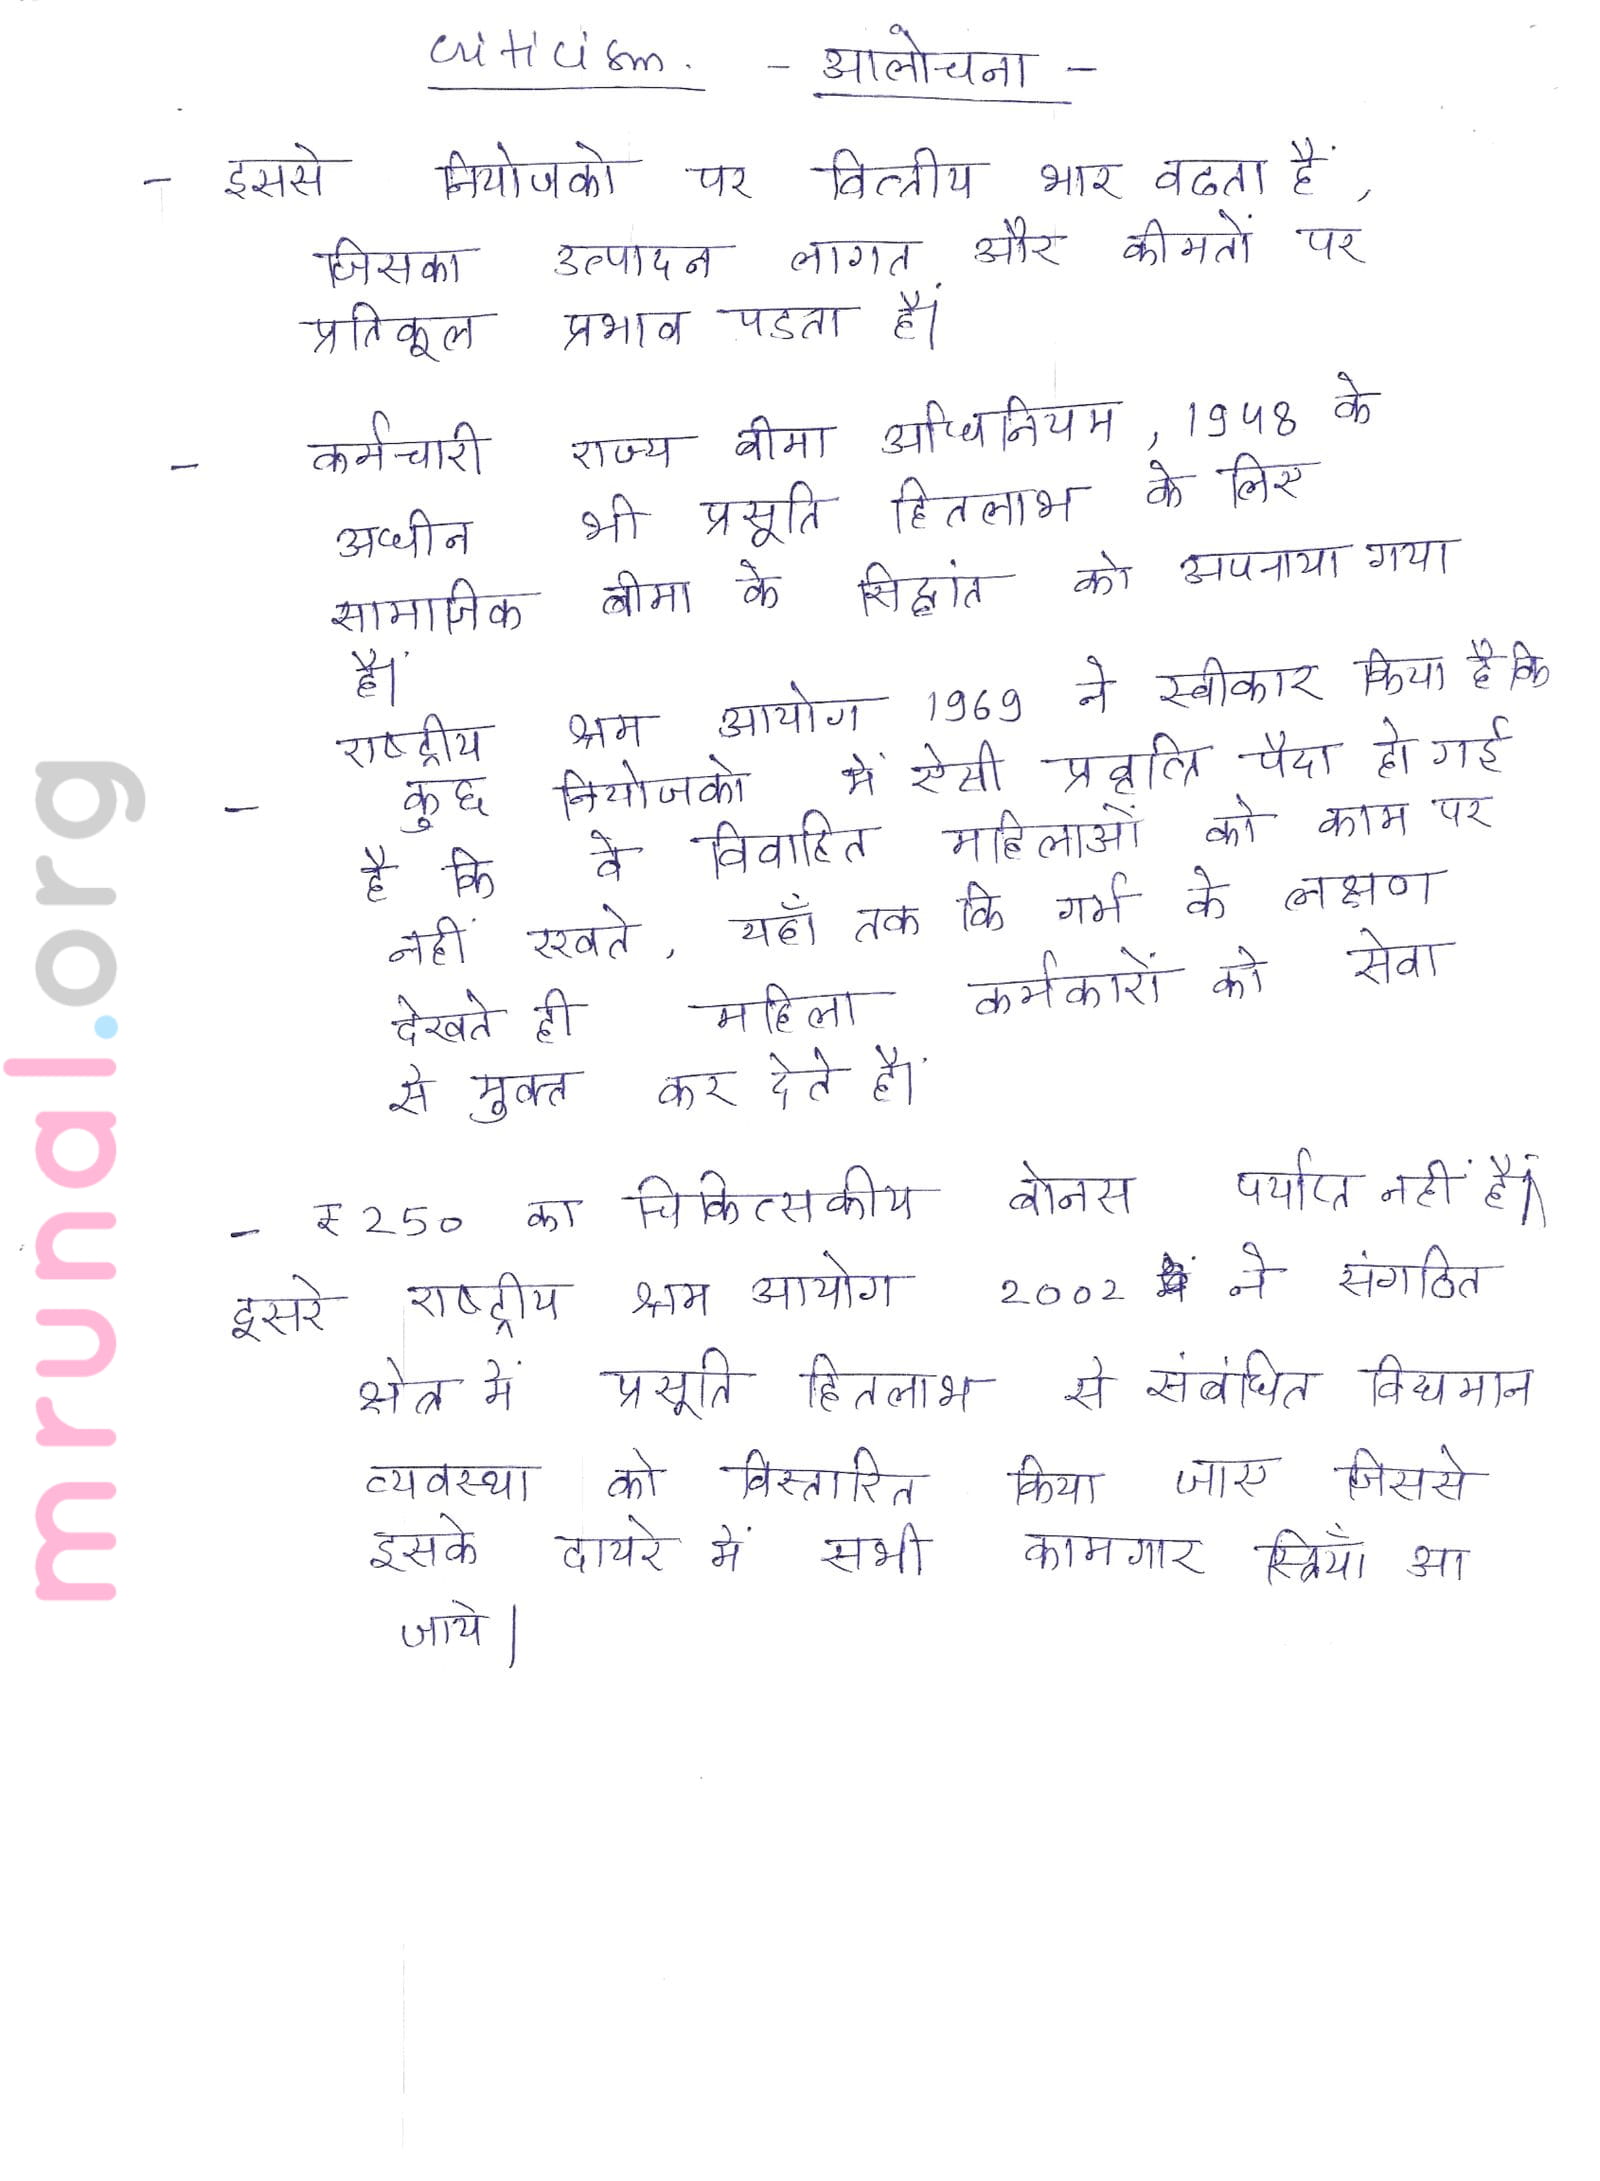 criticism. - आलोचना -
- इससे नियोजको पर वित्तीय भार बढता हैं,
जिसका उत्पादन लागत और कीमतों पर
प्रतिकूल प्रभाव पडता हैं।
- कर्मचारी राज्य बीमा अधिनियम, 1948 के
अधीन भी प्रसूति हितलाभ के लिए
सामाजिक बीमा के सिद्धांत को अपनाया गया
हैं।
राष्ट्रीय श्रम आयोग 1969 ने स्वीकार किया है कि
- कुछ नियोजको में ऐसी प्रवृत्ति पैदा हो गई
है कि वे विवाहित महिलाओं को काम पर
नहीं रखते, यहाँ तक कि गर्भ के लक्षण
देखते ही महिला कर्मकारों को सेवा
से मुक्त कर देते हैं।
- ₹250 का चिकित्सकीय बोनस पर्याप्त नहीं हैं।
दूसरे राष्ट्रीय श्रम आयोग 2002 ने संगठित
क्षेत्र में प्रसूति हितलाभ से संबंधित विद्यमान
व्यवस्था को विस्तारित किया जाए जिससे
इसके दायरे में सभी कामगार स्त्रियाँ आ
जाये।
mrunal.org